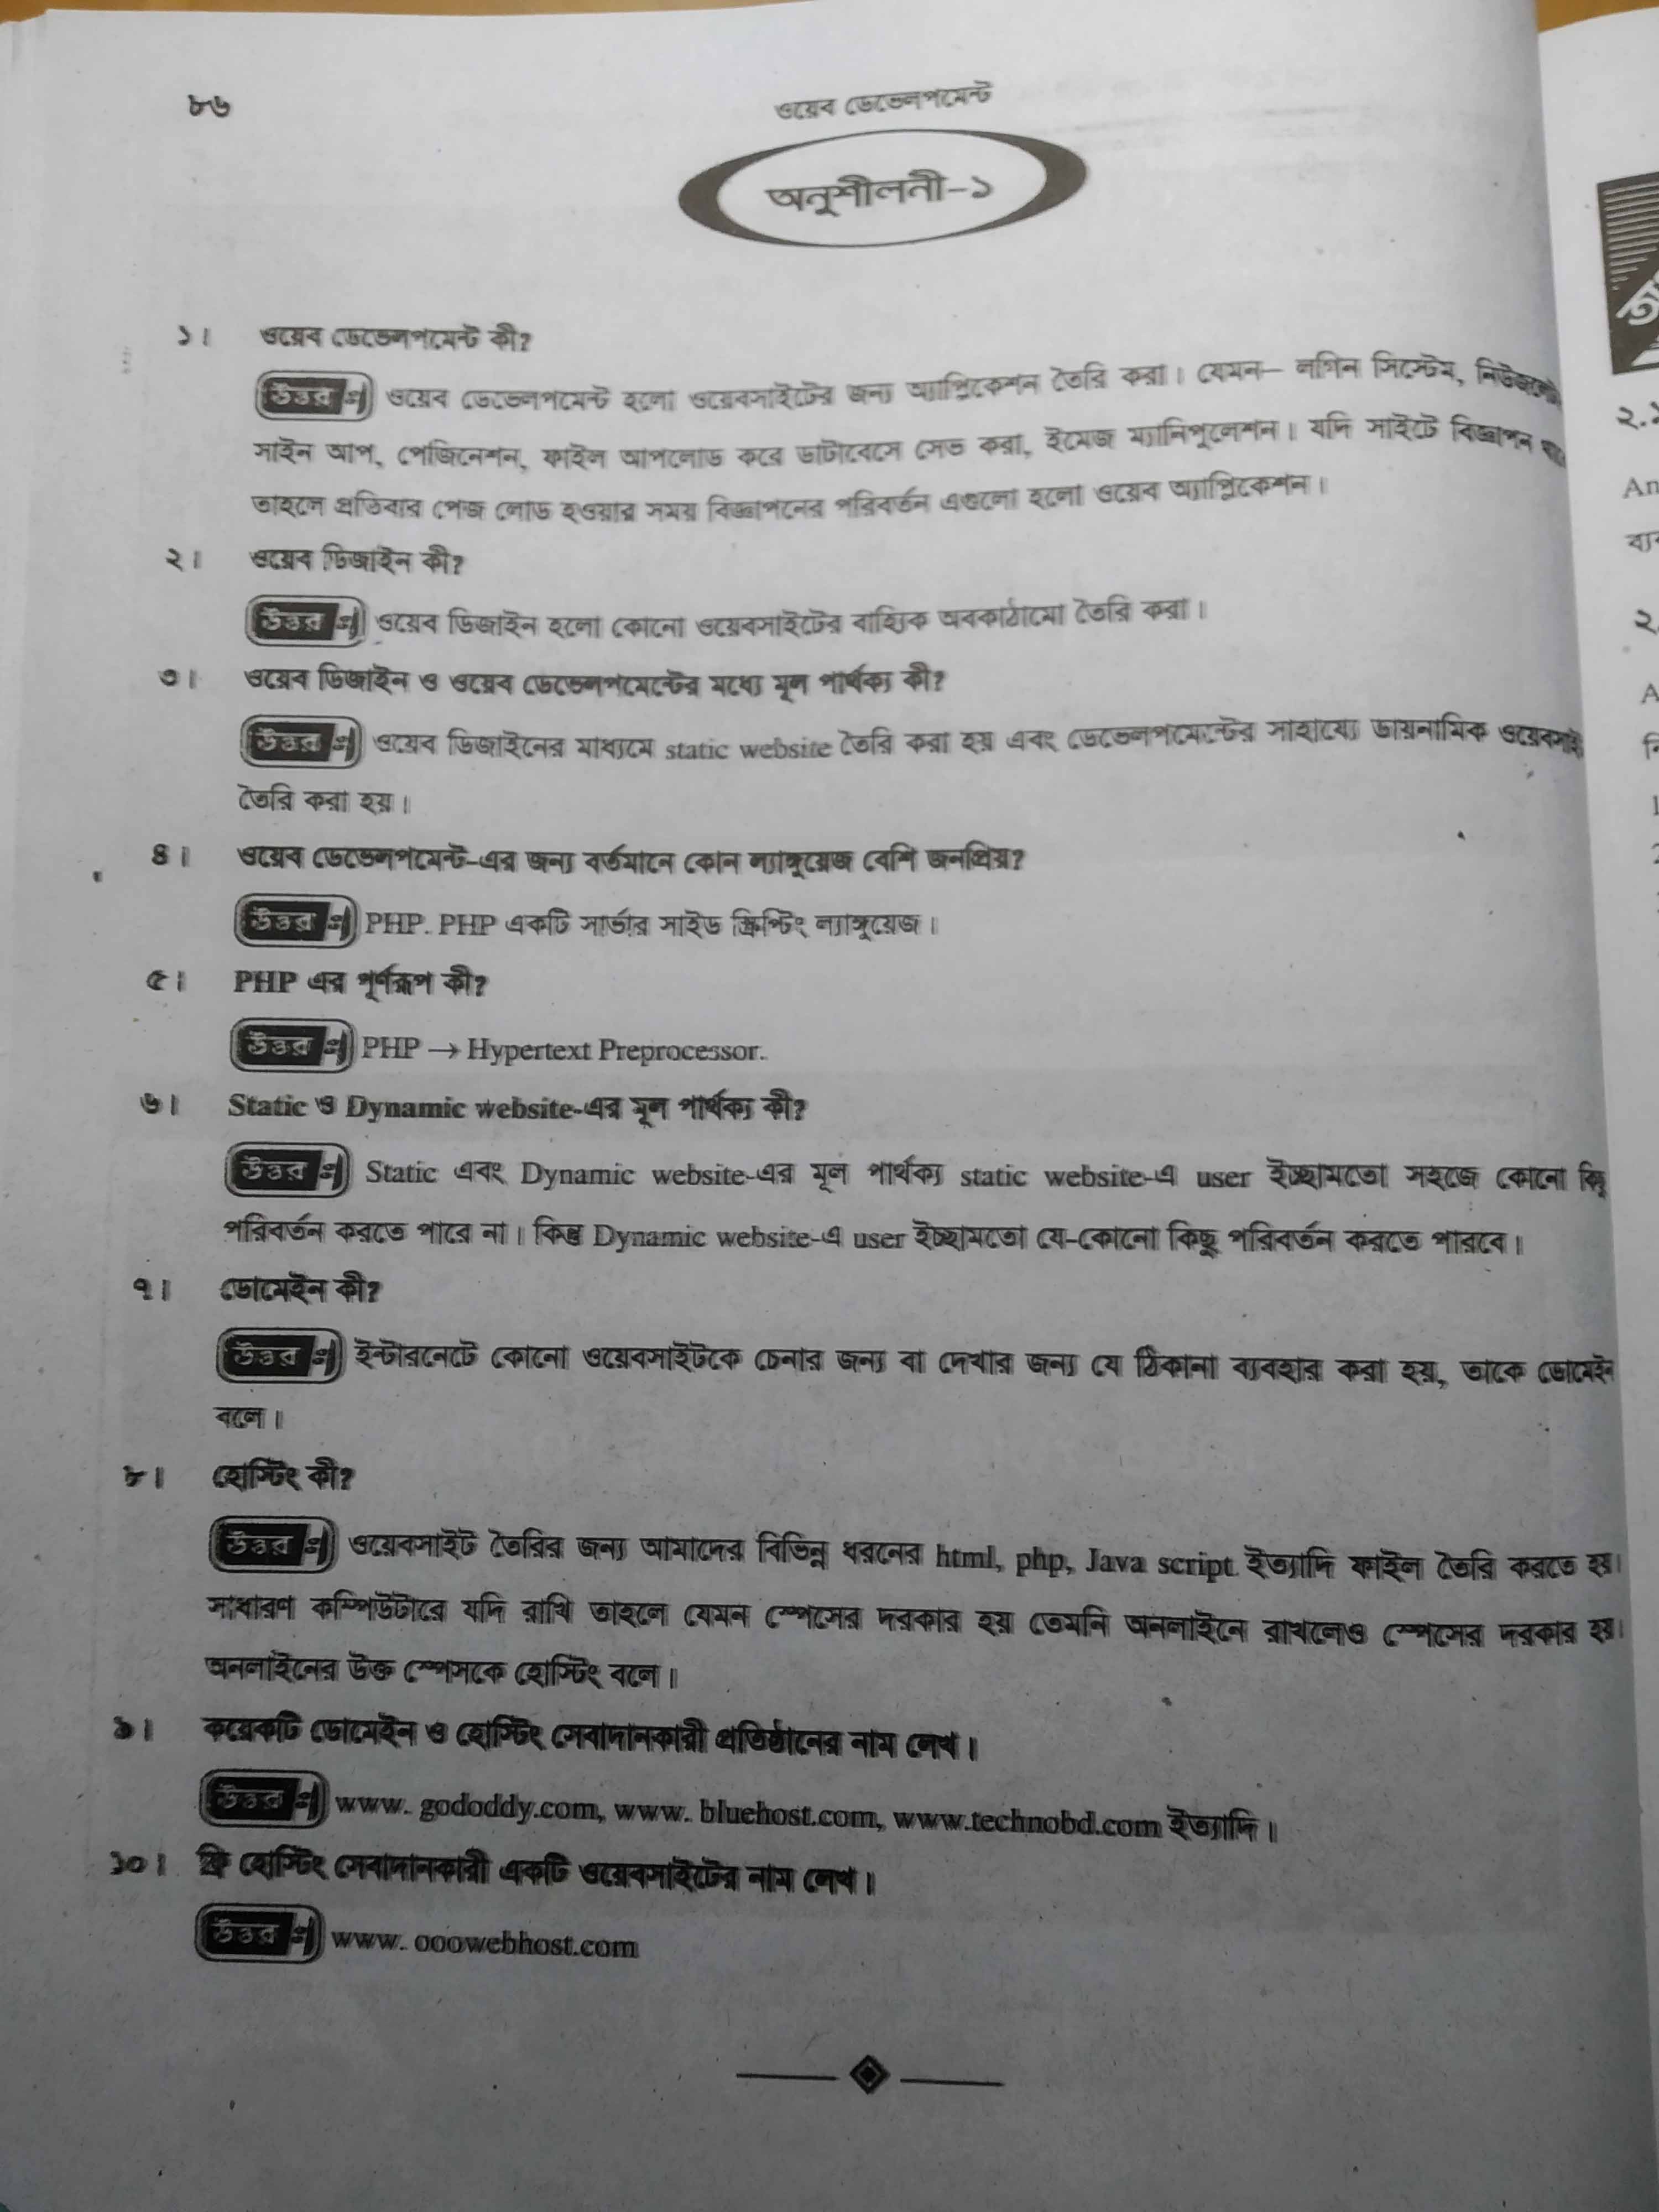 ৮৬
ওয়েব ডেভেলপমেন্ট
অনুশীলনী-১
১। ওয়েব ডেভেলপমেন্ট কী?
উত্তর ঃ ওয়েব ডেভেলপমেন্ট হলো ওয়েবসাইটের জন্য অ্যাপ্লিকেশন তৈরি করা। যেমন– লগিন সিস্টেম,
সাইন আপ, পেজিনেশন, ফাইল আপলোড করে ডাটাবেসে সেভ করা, ইমেজ ম্যানিপুলেশন। যদি সাইটে বিজ্ঞাপন
তাহলে প্রতিবার পেজ লোড হওয়ার সময় বিজ্ঞাপনের পরিবর্তন এগুলো হলো ওয়েব অ্যাপ্লিকেশন।
২। ওয়েব ডিজাইন কী?
উত্তর ঃ ওয়েব ডিজাইন হলো কোনো ওয়েবসাইটের বাহ্যিক অবকাঠামো তৈরি করা।
৩। ওয়েব ডিজাইন ও ওয়েব ডেভেলপমেন্টের মধ্যে মূল পার্থক্য কী?
উত্তর ঃ ওয়েব ডিজাইনের মাধ্যমে static website তৈরি করা হয় এবং ডেভেলপমেন্টের সাহায্যে ডায়নামিক ওয়েবসাইট
তৈরি করা হয়।
৪। ওয়েব ডেভেলপমেন্ট-এর জন্য বর্তমানে কোন ল্যাঙ্গুয়েজ বেশি জনপ্রিয়?
উত্তর ঃ PHP. PHP একটি সার্ভার সাইড স্ক্রিপ্টিং ল্যাঙ্গুয়েজ।
৫। PHP এর পূর্ণরূপ কী?
উত্তর ঃ PHP → Hypertext Preprocessor.
৬। Static ও Dynamic website-এর মূল পার্থক্য কী?
উত্তর ঃ Static এবং Dynamic website-এর মূল পার্থক্য static website-এ user ইচ্ছামতো সহজে কোনো কিছু
পরিবর্তন করতে পারে না। কিন্তু Dynamic website-এ user ইচ্ছামতো যে-কোনো কিছু পরিবর্তন করতে পারবে।
৭। ডোমেইন কী?
উত্তর ঃ ইন্টারনেটে কোনো ওয়েবসাইটকে চেনার জন্য বা দেখার জন্য যে ঠিকানা ব্যবহার করা হয়, তাকে ডোমেইন
বলে।
৮। হোস্টিং কী?
উত্তর ঃ ওয়েবসাইট তৈরির জন্য আমাদের বিভিন্ন ধরনের html, php, Java script ইত্যাদি ফাইল তৈরি করতে হয়।
সাধারণ কম্পিউটারে যদি রাখি তাহলে যেমন স্পেসের দরকার হয় তেমনি অনলাইনে রাখলেও স্পেসের দরকার হয়।
অনলাইনের উক্ত স্পেসকে হোস্টিং বলে।
৯। কয়েকটি ডোমেইন ও হোস্টিং সেবাদানকারী প্রতিষ্ঠানের নাম লেখ।
উত্তর ঃ www. gododdy.com, www. bluehost.com, www.technobd.com ইত্যাদি।
১০। ফ্রি হোস্টিং সেবাদানকারী একটি ওয়েবসাইটের নাম লেখ।
উত্তর ঃ www. ooowebhost.com